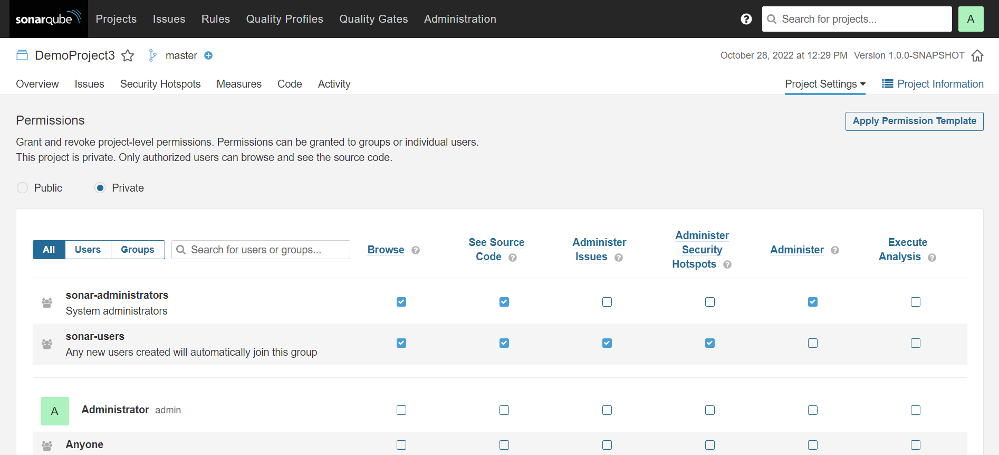 sonarqube Projects Issues Rules Quality Profiles Quality Gates Administration ? Search for projects... A
DemoProject3 master October 28, 2022 at 12:29 PM Version 1.0.0-SNAPSHOT
Overview Issues Security Hotspots Measures Code Activity Project Settings Project Information
Permissions Apply Permission Template
Grant and revoke project-level permissions. Permissions can be granted to groups or individual users.
This project is private. Only authorized users can browse and see the source code.
Public Private
All Users Groups Search for users or groups...
Browse ?
See Source
Code ?
Administer
Issues ?
Administer
Security
Hotspots ?
Administer ?
Execute
Analysis ?
sonar-administrators
System administrators
sonar-users
Any new users created will automatically join this group
A Administrator admin
Anyone